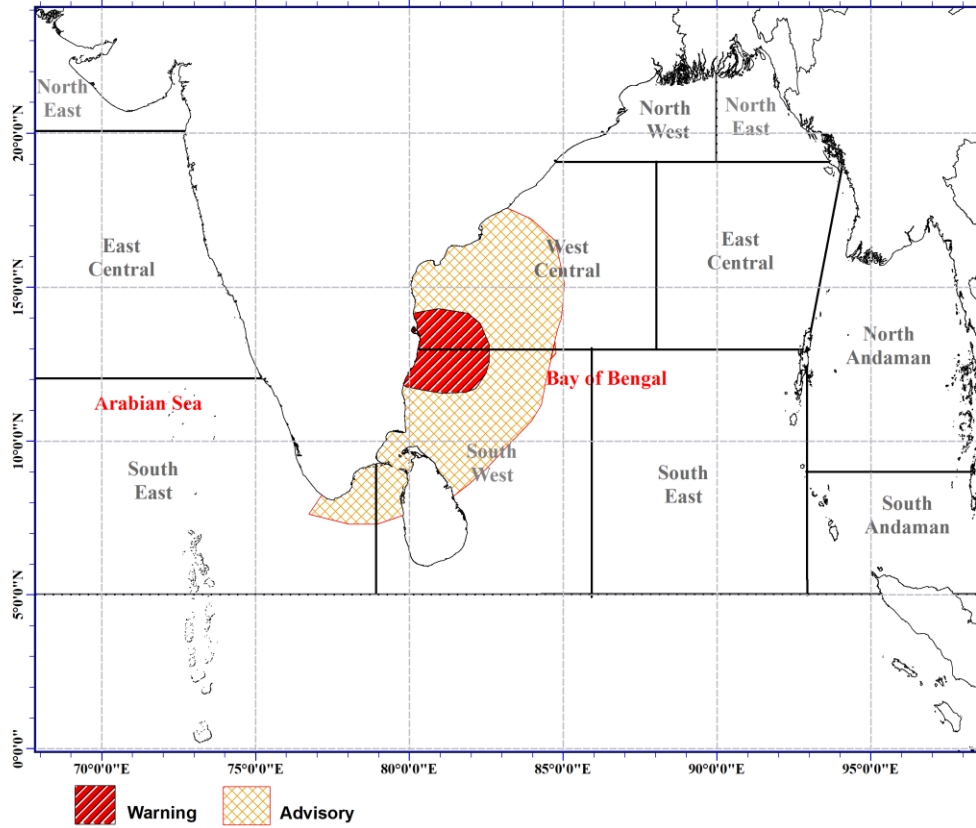 North
East
North
West
North
East
20°0'0"N
East
Central
West
Central
East
Central
15°0'0"N
North
Andaman
Arabian Sea
Bay of Bengal
10°0'0"N
South
East
South
West
South
East
South
Andaman
5°0'0"N
0°0'0"
70°0'0"E
75°0'0"E
80°0'0"E
85°0'0"E
90°0'0"E
95°0'0"E
Warning
Advisory